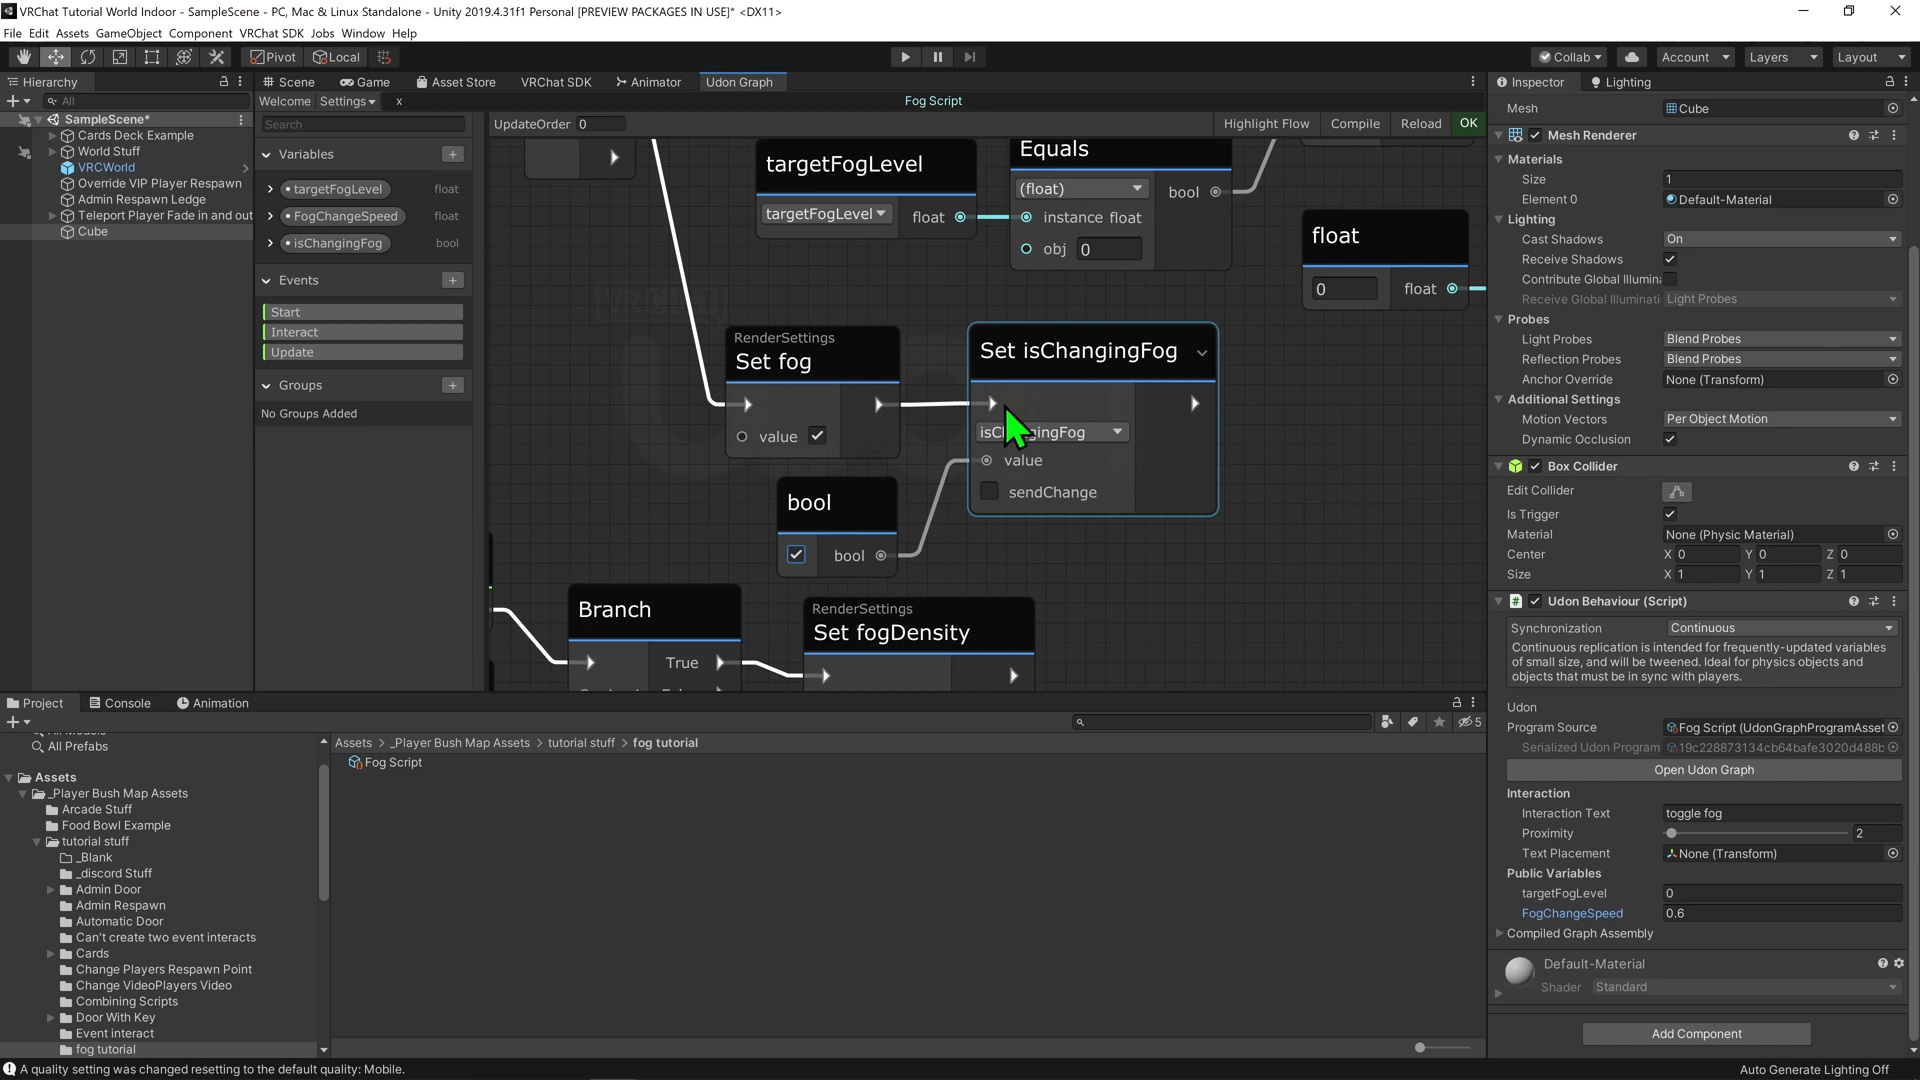 VRChat Tutorial World Indoor - SampleScene - PC, Mac & Linux Standalone - Unity 2019.4.31f1 Personal [PREVIEW PACKAGES IN USE]* <DX11>
File Edit Assets GameObject Component VRChat SDK Jobs Window Help
Pivot Local Collab Account Layers Layout
Hierarchy
All
SampleScene*
Cards Deck Example
World Stuff
VRCWorld
Override VIP Player Respawn
Admin Respawn Ledge
Teleport Player Fade in and out
Cube
Scene Game Asset Store VRChat SDK Animator Udon Graph
Welcome Settings x Fog Script
Search
UpdateOrder 0 Highlight Flow Compile Reload OK
Variables
targetFogLevel float
FogChangeSpeed float
isChangingFog bool
Events
Start
Interact
Update
Groups
No Groups Added
targetFogLevel
targetFogLevel float
Equals
(float) bool
instance float
obj 0
float
0 float
RenderSettings
Set fog
value
Set isChangingFog
value
sendChange
bool
bool
Branch
True
RenderSettings
Set fogDensity
Inspector Lighting
Mesh Cube
Mesh Renderer
Materials
Size 1
Element 0 Default-Material
Lighting
Cast Shadows On
Receive Shadows
Contribute Global Illumin
Receive Global Illuminati Light Probes
Probes
Light Probes Blend Probes
Reflection Probes Blend Probes
Anchor Override None (Transform)
Additional Settings
Motion Vectors Per Object Motion
Dynamic Occlusion
Box Collider
Edit Collider
Is Trigger
Material None (Physic Material)
Center X 0 Y 0 Z 0
Size X 1 Y 1 Z 1
Udon Behaviour (Script)
Synchronization Continuous
Continuous replication is intended for frequently-updated variables
of small size, and will be tweened. Ideal for physics objects and
objects that must be in sync with players.
Udon
Program Source Fog Script (UdonGraphProgramAsset
Serialized Udon Program 19c228873134cb64bafe3020d488b
Open Udon Graph
Interaction
Interaction Text toggle fog
Proximity 2
Text Placement None (Transform)
Public Variables
targetFogLevel 0
FogChangeSpeed 0.6
Compiled Graph Assembly
Default-Material
Shader Standard
Add Component
Project Console Animation
5
All Prefabs
Assets
_Player Bush Map Assets
Arcade Stuff
Food Bowl Example
tutorial stuff
_Blank
_discord Stuff
Admin Door
Admin Respawn
Automatic Door
Can't create two event interacts
Cards
Change Players Respawn Point
Change VideoPlayers Video
Combining Scripts
Door With Key
Event interact
fog tutorial
Assets > _Player Bush Map Assets > tutorial stuff > fog tutorial
Fog Script
A quality setting was changed resetting to the default quality: Mobile.
Auto Generate Lighting Off